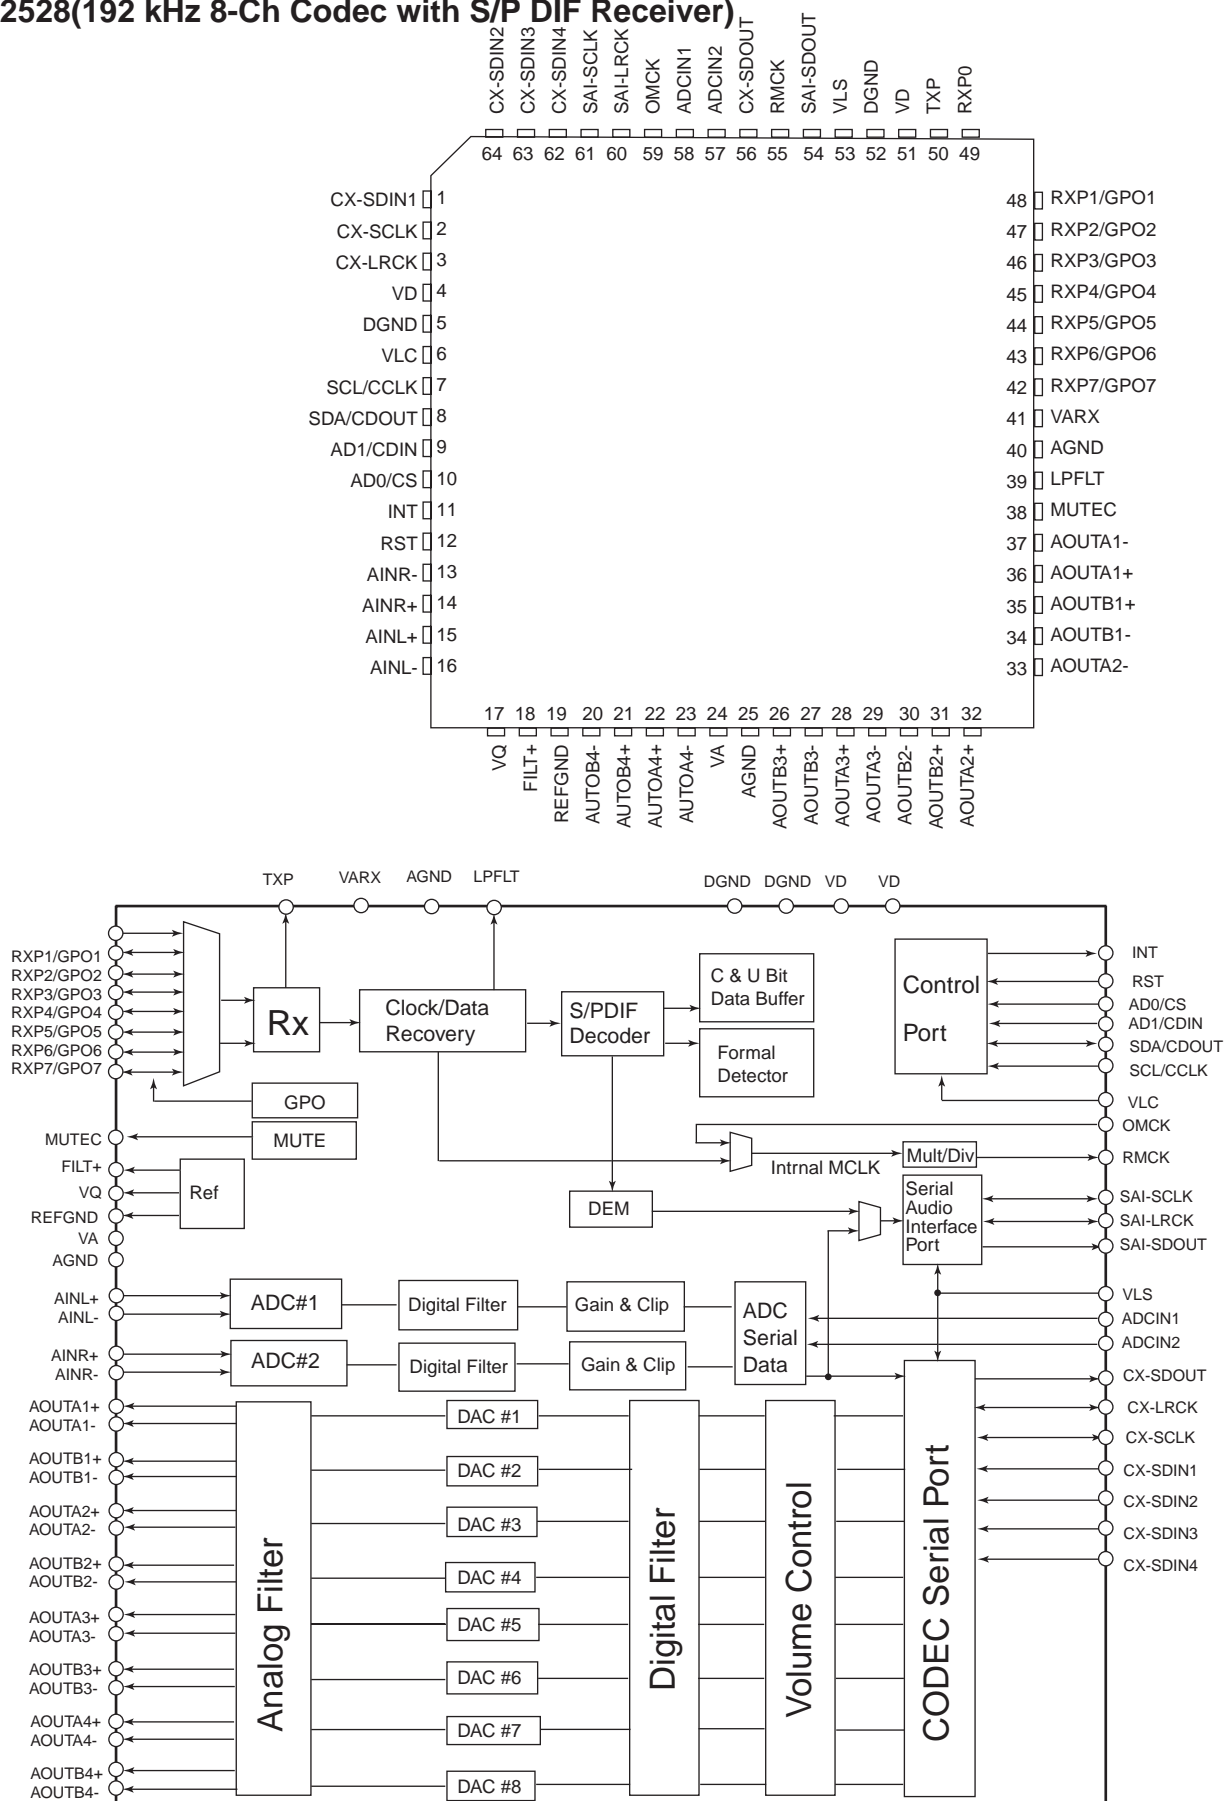 2528(192 kHz 8-Ch Codec with S/P DIF Receiver)
CX-SDIN2
CX-SDIN3
CX-SDIN4
SAI-SCLK
SAI-LRCK
OMCK
ADCIN1
ADCIN2
CX-SDOUT
RMCK
SAI-SDOUT
VLS
DGND
VD
TXP
RXP0
64 63 62 61 60 59 58 57 56 55 54 53 52 51 50 49
CX-SDIN1 1
CX-SCLK 2
CX-LRCK 3
VD 4
DGND 5
VLC 6
SCL/CCLK 7
SDA/CDOUT 8
AD1/CDIN 9
AD0/CS 10
INT 11
RST 12
AINR- 13
AINR+ 14
AINL+ 15
AINL- 16
48 RXP1/GPO1
47 RXP2/GPO2
46 RXP3/GPO3
45 RXP4/GPO4
44 RXP5/GPO5
43 RXP6/GPO6
42 RXP7/GPO7
41 VARX
40 AGND
39 LPFLT
38 MUTEC
37 AOUTA1-
36 AOUTA1+
35 AOUTB1+
34 AOUTB1-
33 AOUTA2-
17 18 19 20 21 22 23 24 25 26 27 28 29 30 31 32
VQ
FILT+
REFGND
AUTOB4-
AUTOB4+
AUTOA4+
AUTOA4-
VA
AGND
AOUTB3+
AOUTB3-
AOUTA3+
AOUTA3-
AOUTB2-
AOUTB2+
AOUTA2+
TXP VARX AGND LPFLT DGND DGND VD VD
RXP1/GPO1
RXP2/GPO2
RXP3/GPO3
RXP4/GPO4
RXP5/GPO5
RXP6/GPO6
RXP7/GPO7
MUTEC
FILT+
VQ
REFGND
VA
AGND
AINL+
AINL-
AINR+
AINR-
AOUTA1+
AOUTA1-
AOUTB1+
AOUTB1-
AOUTA2+
AOUTA2-
AOUTB2+
AOUTB2-
AOUTA3+
AOUTA3-
AOUTB3+
AOUTB3-
AOUTA4+
AOUTA4-
AOUTB4+
AOUTB4-
Rx
Clock/Data
Recovery
S/PDIF
Decoder
C & U Bit
Data Buffer
Formal
Detector
Control
Port
GPO
MUTE
Ref
Intrnal MCLK
Mult/Div
DEM
Serial
Audio
Interface
Port
ADC#1
Digital Filter
Gain & Clip
ADC
Serial
Data
ADC#2
Digital Filter
Gain & Clip
Analog Filter
DAC #1
DAC #2
DAC #3
DAC #4
DAC #5
DAC #6
DAC #7
DAC #8
Digital Filter
Volume Control
CODEC Serial Port
INT
RST
AD0/CS
AD1/CDIN
SDA/CDOUT
SCL/CCLK
VLC
OMCK
RMCK
SAI-SCLK
SAI-LRCK
SAI-SDOUT
VLS
ADCIN1
ADCIN2
CX-SDOUT
CX-LRCK
CX-SCLK
CX-SDIN1
CX-SDIN2
CX-SDIN3
CX-SDIN4